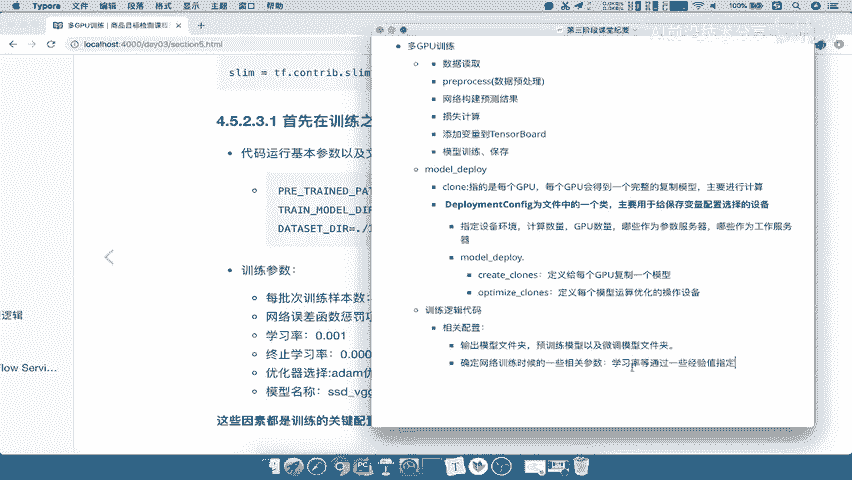 Typora 文件 编辑 段落 格式 显示 主题 窗口 帮助
100%
多GPU训练 | 商品目标检测课程
localhost:4000/day03/section5.html
slim = tf.contrib.slim
4.5.2.3.1 首先在训练之
代码运行基本参数以及文
PRE_TRAINED_PAT
TRAIN_MODEL_DIR
DATASET_DIR=./I
训练参数：
每批次训练样本数：
网络误差函数惩罚项
学习率：0.001
终止学习率：0.000
优化器选择:adam优
模型名称：ssd_vgg
这些因素都是训练的关键配置
逻辑
Flow Servi...
第三阶段课堂纪要
多GPU训练
数据读取
preprocess(数据预处理)
网络构建预测结果
损失计算
添加变量到TensorBoard
模型训练、保存
model_deploy
clone:指的是每个GPU，每个GPU会得到一个完整的复制模型，主要进行计算
DeploymentConfig为文件中的一个类，主要用于给保存变量配置选择的设备
指定设备环境，计算数量，GPU数量，哪些作为参数服务器，哪些作为工作服务
器
model_deploy.
create_clones：定义给每个GPU复制一个模型
optimize_clones：定义每个模型运算优化的操作设备
训练逻辑代码
相关配置：
输出模型文件夹，预训练模型以及微调模型文件夹。
确定网络训练时候的一些相关参数：学习率等通过一些经验值指定